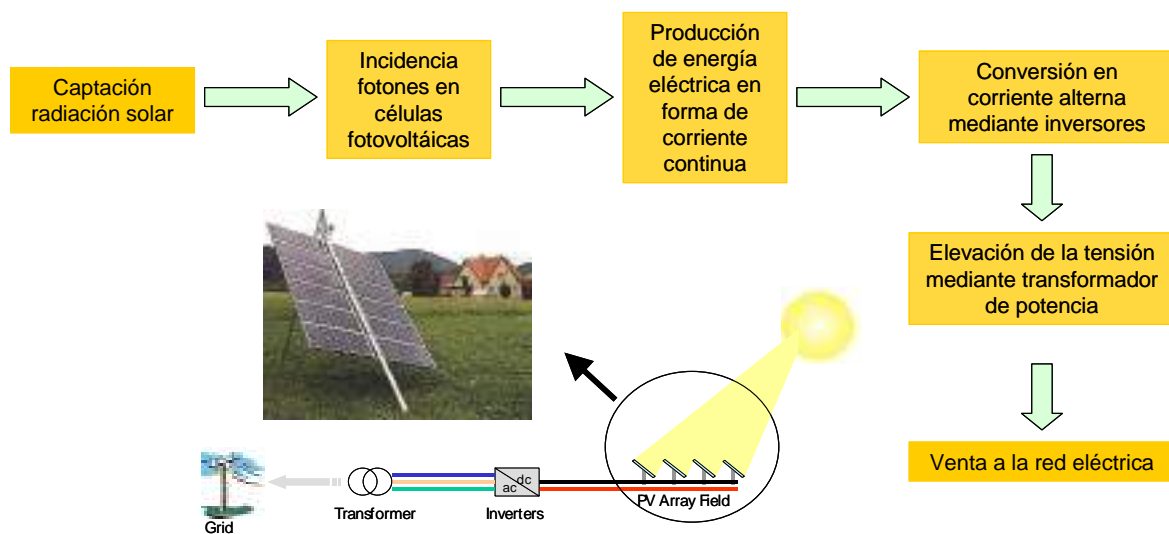 Captación
radiación solar
Incidencia
fotones en
células
fotovoltáicas
Producción
de energía
eléctrica en
forma de
corriente
continua
Conversión en
corriente alterna
mediante inversores
Elevación de la tensión
mediante transformador
de potencia
Venta a la red eléctrica
Grid
Transformer
ac dc
Inverters
PV Array Field